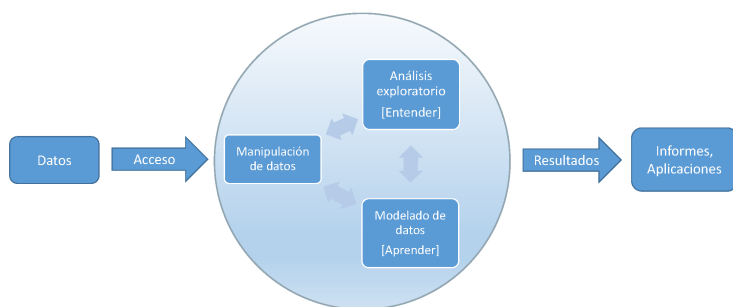 Datos
Acceso
Manipulación
de datos
Análisis
exploratorio
[Entender]
Modelado de
datos
[Aprender]
Resultados
Informes,
Aplicaciones